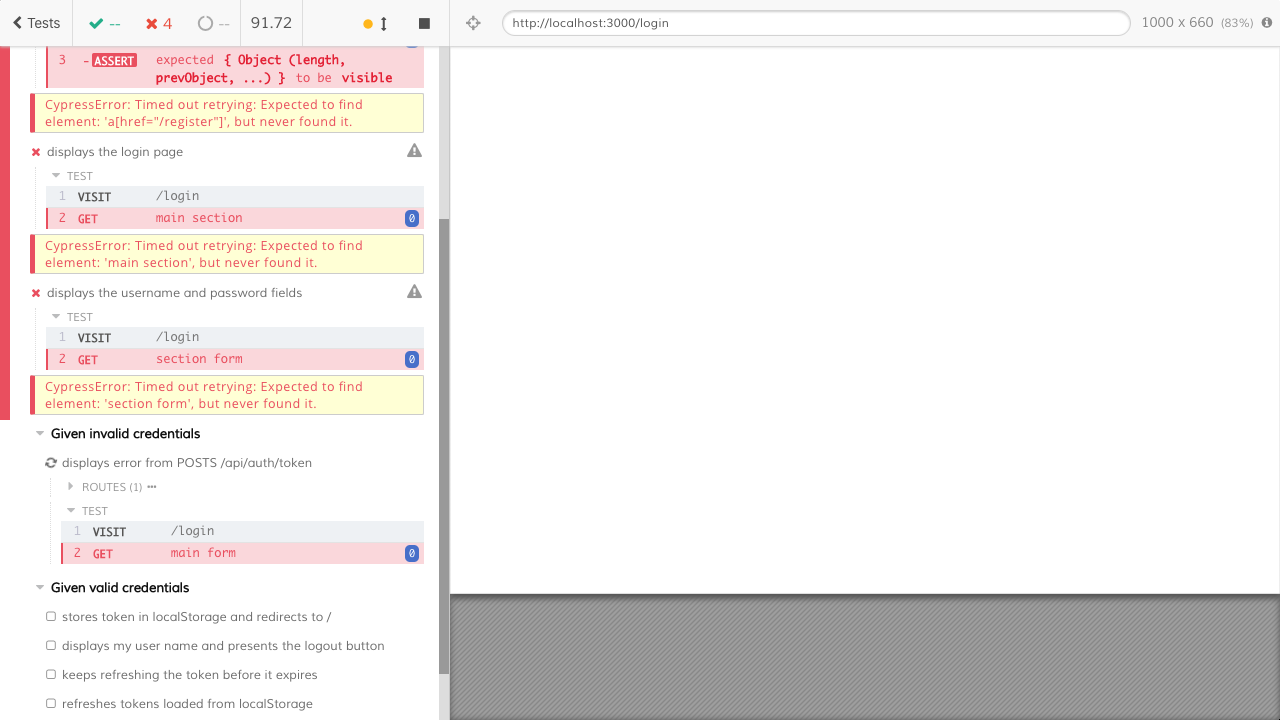 Tests -- 4 -- 91.72 http://localhost:3000/login 1000 x 660 (83%)
3 -ASSERT expected { Object (length,
prevObject, ...) } to be visible
CypressError: Timed out retrying: Expected to find
element: 'a[href="/register"]', but never found it.
displays the login page
TEST
1 VISIT /login
2 GET main section 0
CypressError: Timed out retrying: Expected to find
element: 'main section', but never found it.
displays the username and password fields
TEST
1 VISIT /login
2 GET section form 0
CypressError: Timed out retrying: Expected to find
element: 'section form', but never found it.
Given invalid credentials
displays error from POSTS /api/auth/token
ROUTES (1) •••
TEST
1 VISIT /login
2 GET main form 0
Given valid credentials
stores token in localStorage and redirects to /
displays my user name and presents the logout button
keeps refreshing the token before it expires
refreshes tokens loaded from localStorage